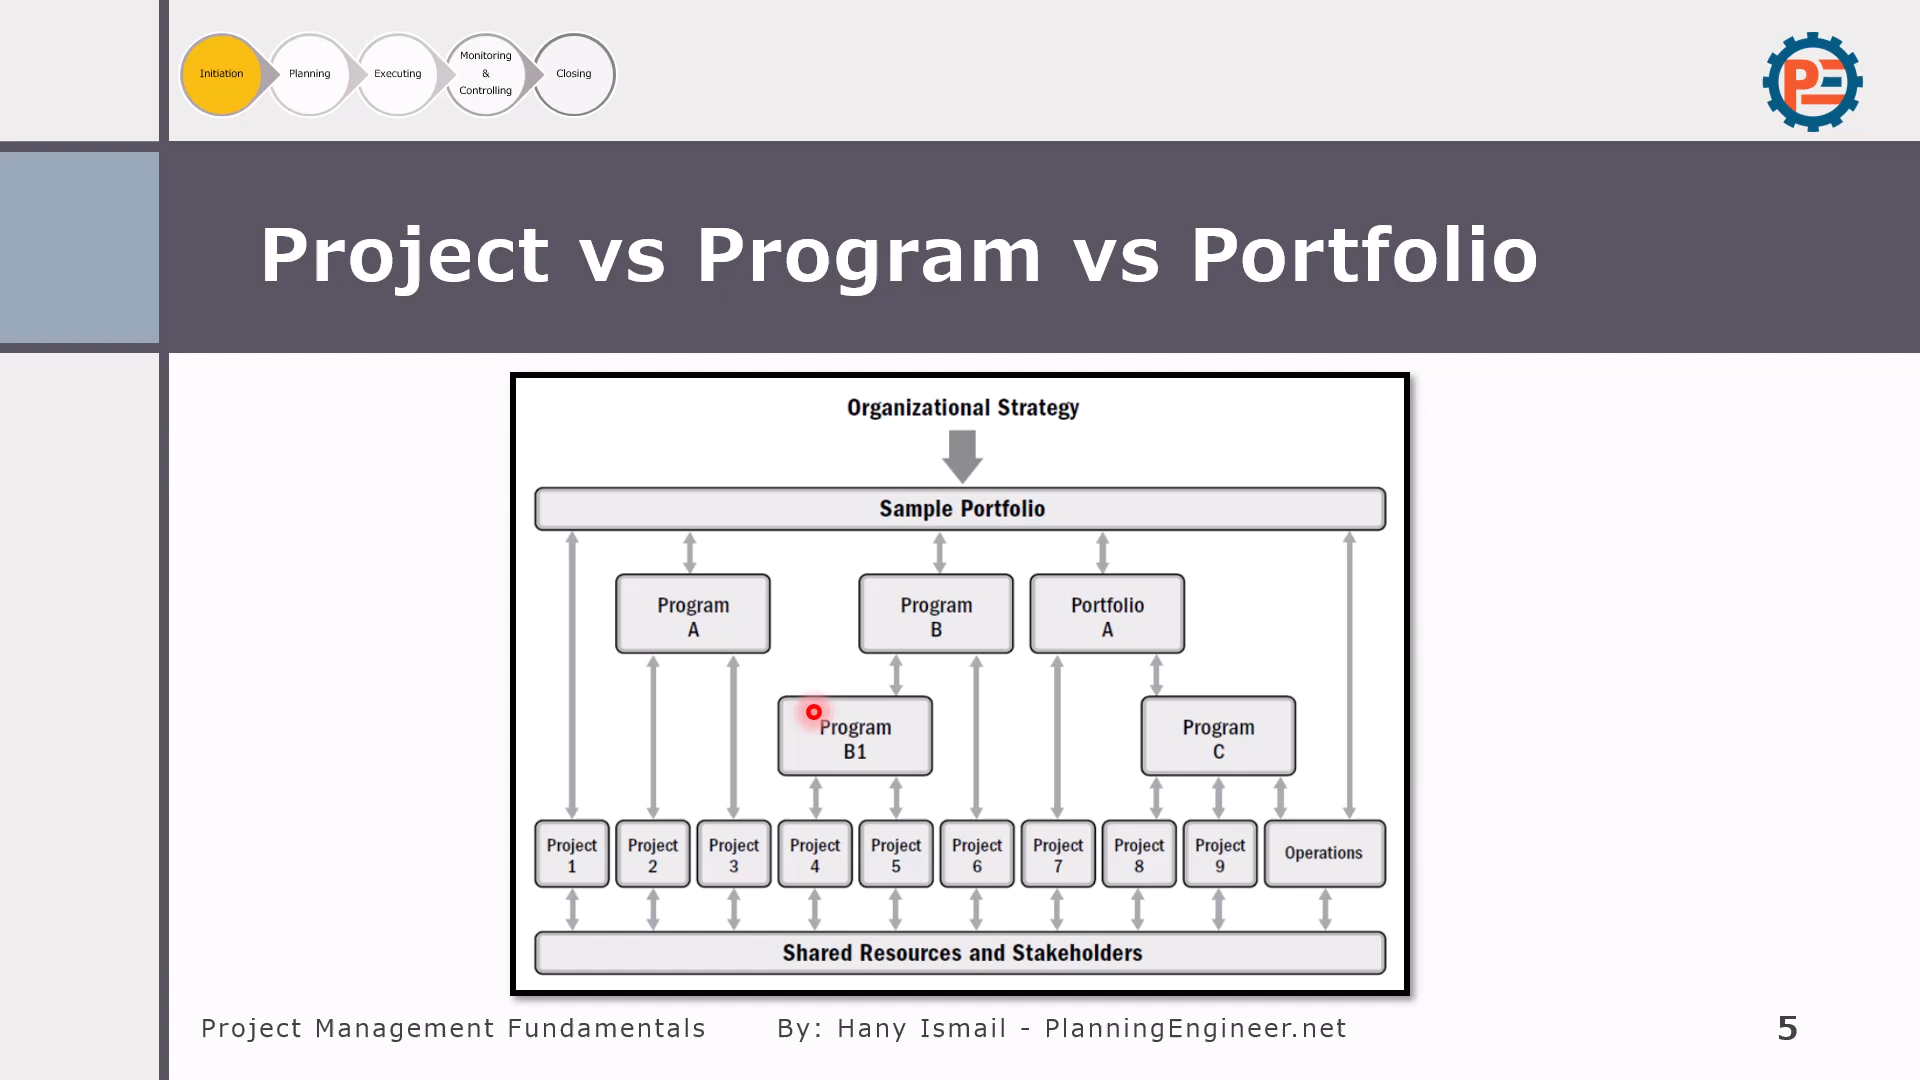 Initiation
Planning
Executing
Monitoring
&
Controlling
Closing
PE
Project vs Program vs Portfolio
Organizational Strategy
Sample Portfolio
Program
A
Program
B
Portfolio
A
Program
B1
Program
C
Project
1
Project
2
Project
3
Project
4
Project
5
Project
6
Project
7
Project
8
Project
9
Operations
Shared Resources and Stakeholders
Project Management Fundamentals
By: Hany Ismail - PlanningEngineer.net
5